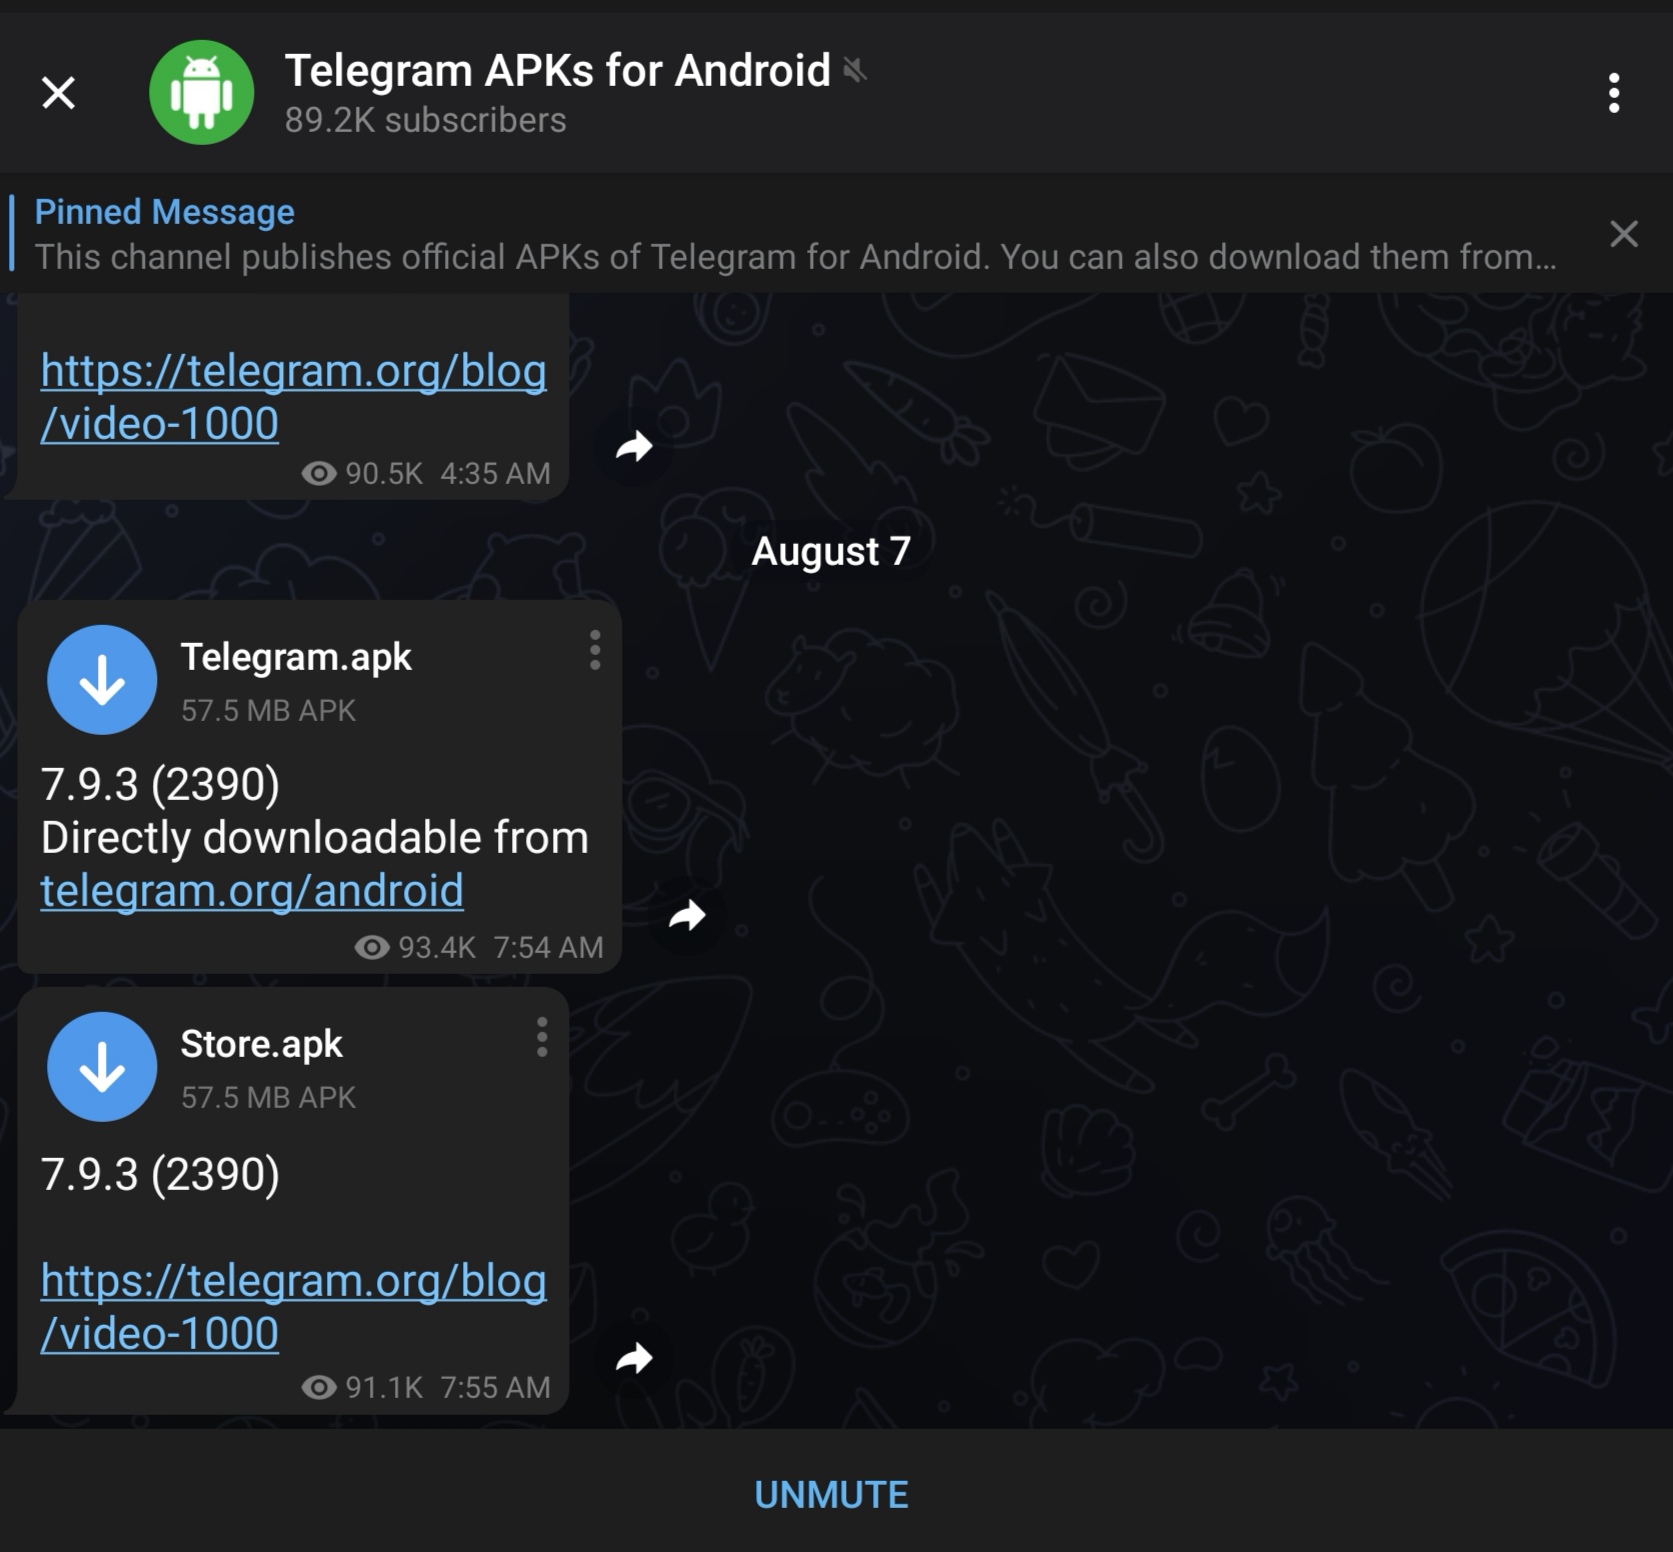 Telegram APKs for Android
89.2K subscribers
Pinned Message
This channel publishes official APKs of Telegram for Android. You can also download them from...
https://telegram.org/blog
/video-1000
90.5K 4:35 AM
August 7
Telegram.apk
57.5 MB APK
7.9.3 (2390)
Directly downloadable from
telegram.org/android
93.4K 7:54 AM
Store.apk
57.5 MB APK
7.9.3 (2390)
https://telegram.org/blog
/video-1000
91.1K 7:55 AM
UNMUTE